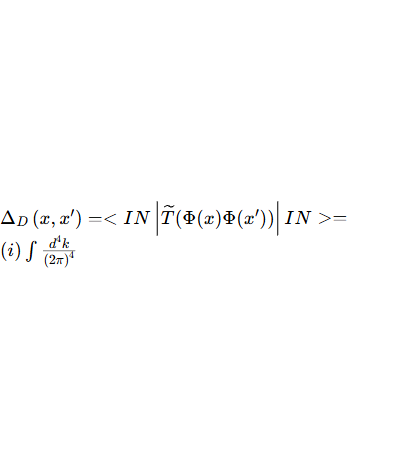 Δ_D (x, x′) =< IN |T̃(Φ(x)Φ(x′))| IN >=
(i) ∫ d⁴k/(2π)⁴